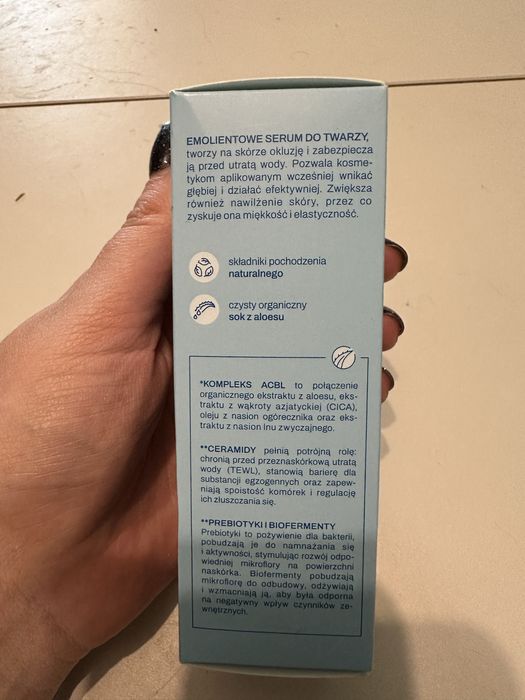 EMOLIENTOWE SERUM DO TWARZY,
tworzy na skórze okluzję i zabezpiecza
ją przed utratą wody. Pozwala kosme-
tykom aplikowanym wcześniej wnikać
głębiej i działać efektywniej. Zwiększa
również nawilżenie skóry, przez co
zyskuje ona miękkość i elastyczność.
składniki pochodzenia
naturalnego
czysty organiczny
sok z aloesu
*KOMPLEKS ACBL to połączenie
organicznego ekstraktu z aloesu, eks-
traktu z wąkroty azjatyckiej (CICA),
oleju z nasion ogórecznika oraz eks-
traktu z nasion lnu zwyczajnego.
**CERAMIDY pełnią potrójną rolę:
chronią przed przeznaskórkową utratą
wody (TEWL), stanowią barierę dla
substancji egzogennych oraz zapew-
niają spoistość komórek i regulację
ich złuszczania się.
**PREBIOTYKI I BIOFERMENTY
Prebiotyki to pożywienie dla bakterii,
pobudzają je do namnażania się
i aktywności, stymulując rozwój odpo-
wiedniej mikroflory na powierzchni
naskórka. Biofermenty pobudzają
mikroflorę do odbudowy, odżywiają
i wzmacniają ją, aby była odporna
na negatywny wpływ czynników ze-
wnętrznych.